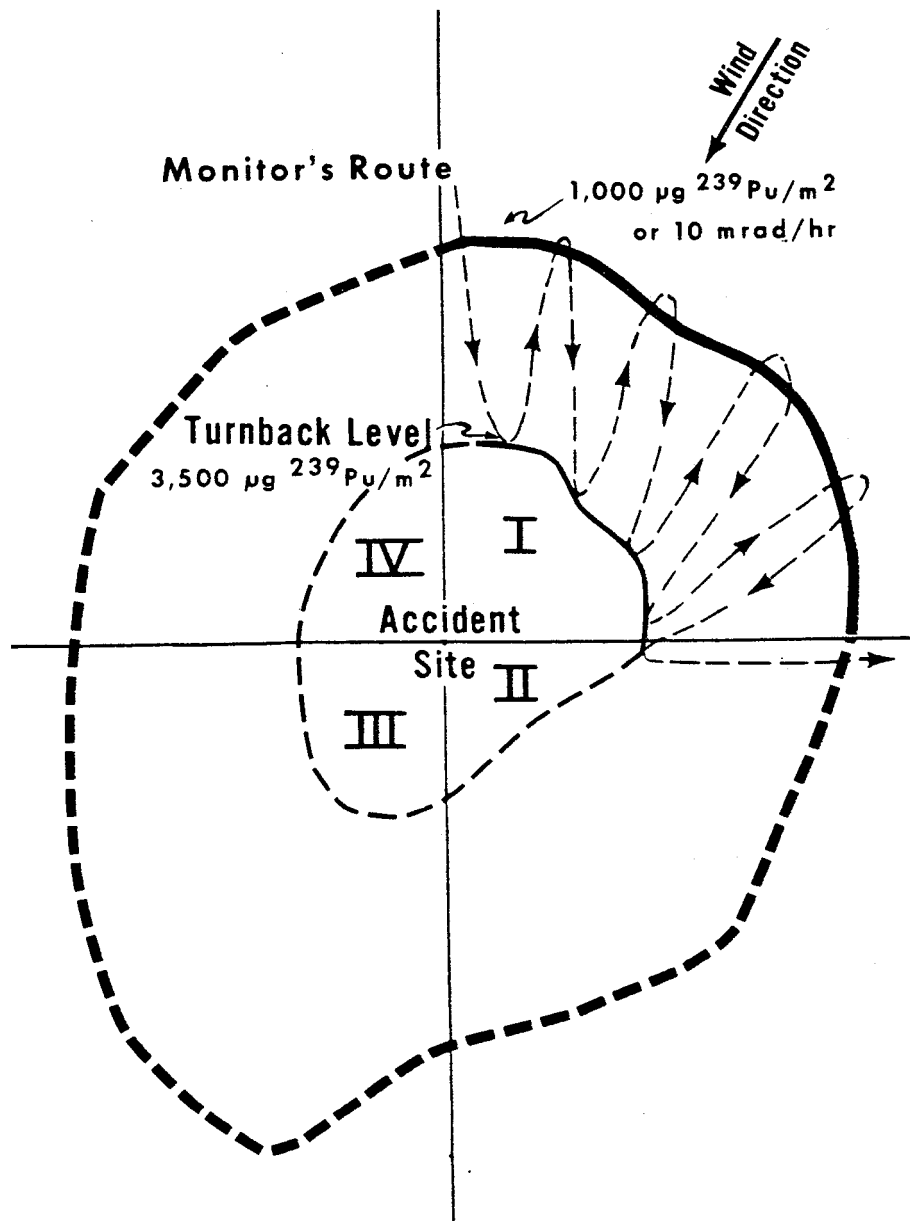 Wind
Direction
Monitor's Route
1,000 µg ²³⁹Pu/m²
or 10 mrad/hr
Turnback Level
3,500 µg ²³⁹Pu/m²
I
IV
Accident
Site
II
III